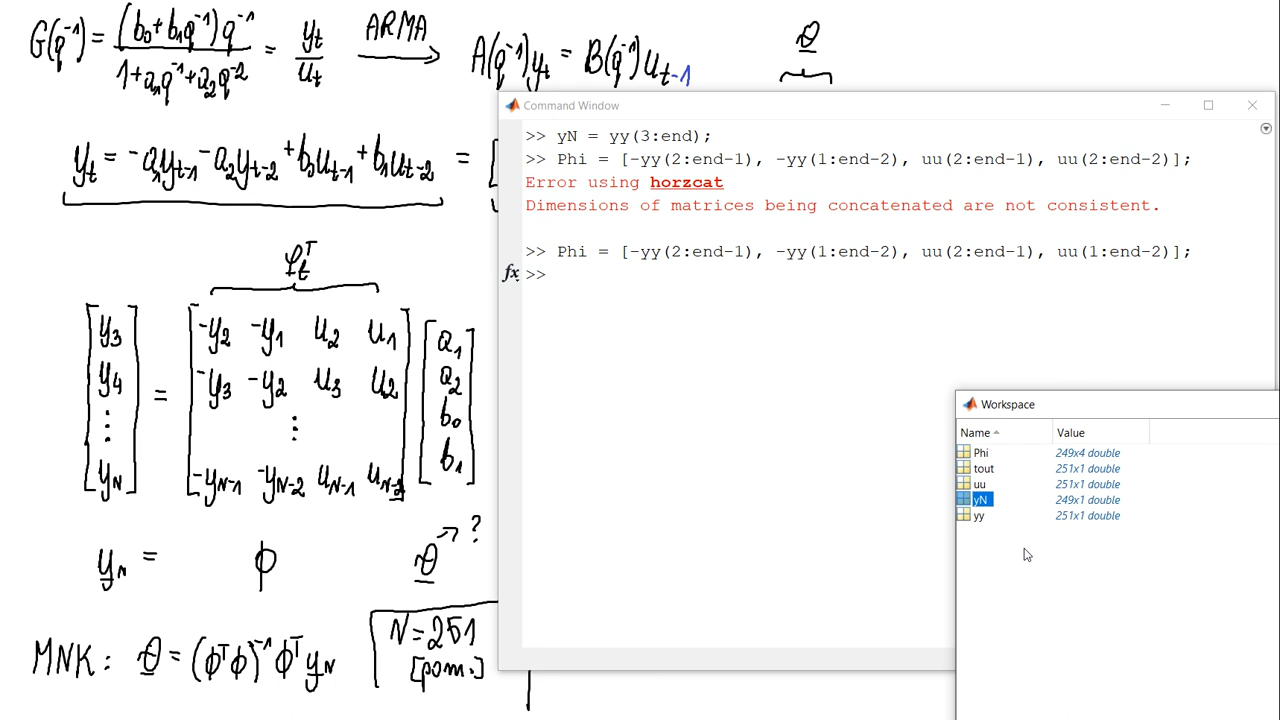 G(q⁻¹) = (b₀+b₁q⁻¹)q⁻¹ / 1+a₁q⁻¹+a₂q⁻² = yₜ / uₜ ARMA → A(q⁻¹)yₜ = B(q⁻¹)uₜ₋₁ θ
yₜ = -a₁yₜ₋₁ -a₂yₜ₋₂ +b₀uₜ₋₁ +b₁uₜ₋₂ = [
φₜᵀ
y₃ -y₂ -y₁ u₂ u₁ a₁
y₄ = -y₃ -y₂ u₃ u₂ a₂
⋮ ⋮ b₀
y_N -y_N-1 -y_N-2 u_N-1 u_N-2 b₁
y_N = ϕ θ → ?
MNK: θ = (ϕᵀϕ)⁻¹ϕᵀy_N N=251
[pom.]
Command Window
>> yN = yy(3:end);
>> Phi = [-yy(2:end-1), -yy(1:end-2), uu(2:end-1), uu(2:end-2)];
Error using horzcat
Dimensions of matrices being concatenated are not consistent.
>> Phi = [-yy(2:end-1), -yy(1:end-2), uu(2:end-1), uu(1:end-2)];
fx >>
Workspace
Name Value
Phi 249x4 double
tout 251x1 double
uu 251x1 double
yN 249x1 double
yy 251x1 double